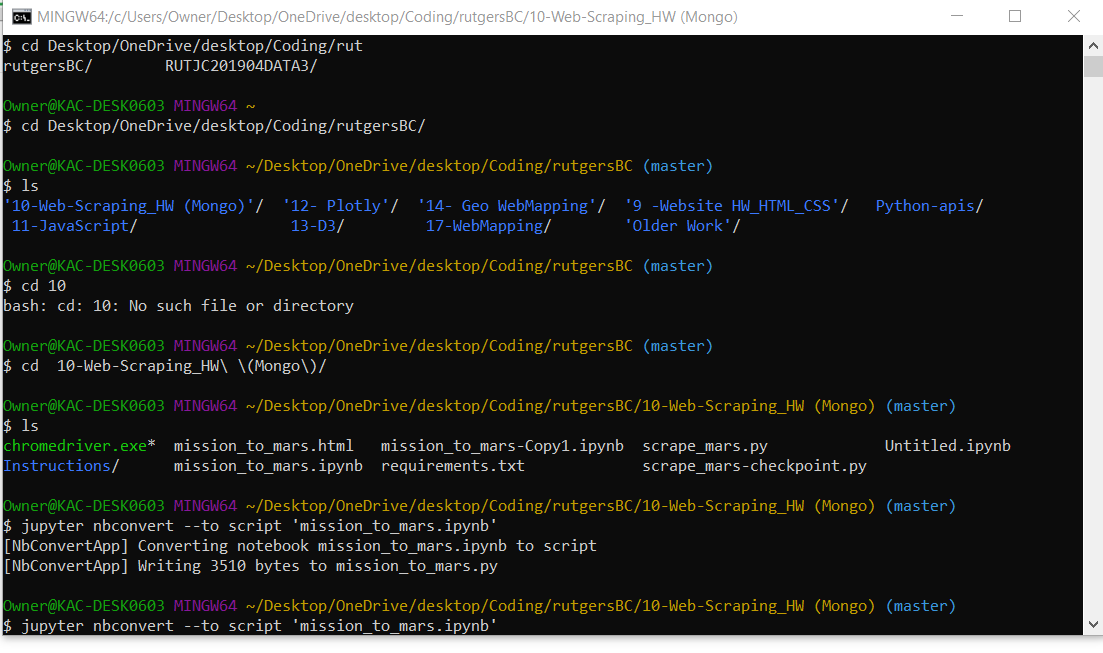 MINGW64:/c/Users/Owner/Desktop/OneDrive/desktop/Coding/rutgersBC/10-Web-Scraping_HW (Mongo)
$ cd Desktop/OneDrive/desktop/Coding/rut
rutgersBC/        RUTJC201904DATA3/
Owner@KAC-DESK0603 MINGW64 ~
$ cd Desktop/OneDrive/desktop/Coding/rutgersBC/
Owner@KAC-DESK0603 MINGW64 ~/Desktop/OneDrive/desktop/Coding/rutgersBC (master)
$ ls
'10-Web-Scraping_HW (Mongo)'/  '12- Plotly'/  '14- Geo WebMapping'/  '9 -Website HW_HTML_CSS'/   Python-apis/
 11-JavaScript/                 13-D3/         17-WebMapping/        'Older Work'/
Owner@KAC-DESK0603 MINGW64 ~/Desktop/OneDrive/desktop/Coding/rutgersBC (master)
$ cd 10
bash: cd: 10: No such file or directory
Owner@KAC-DESK0603 MINGW64 ~/Desktop/OneDrive/desktop/Coding/rutgersBC (master)
$ cd  10-Web-Scraping_HW\ \(Mongo\)/
Owner@KAC-DESK0603 MINGW64 ~/Desktop/OneDrive/desktop/Coding/rutgersBC/10-Web-Scraping_HW (Mongo) (master)
$ ls
chromedriver.exe*  mission_to_mars.html   mission_to_mars-Copy1.ipynb  scrape_mars.py             Untitled.ipynb
Instructions/      mission_to_mars.ipynb  requirements.txt             scrape_mars-checkpoint.py
Owner@KAC-DESK0603 MINGW64 ~/Desktop/OneDrive/desktop/Coding/rutgersBC/10-Web-Scraping_HW (Mongo) (master)
$ jupyter nbconvert --to script 'mission_to_mars.ipynb'
[NbConvertApp] Converting notebook mission_to_mars.ipynb to script
[NbConvertApp] Writing 3510 bytes to mission_to_mars.py
Owner@KAC-DESK0603 MINGW64 ~/Desktop/OneDrive/desktop/Coding/rutgersBC/10-Web-Scraping_HW (Mongo) (master)
$ jupyter nbconvert --to script 'mission_to_mars.ipynb'